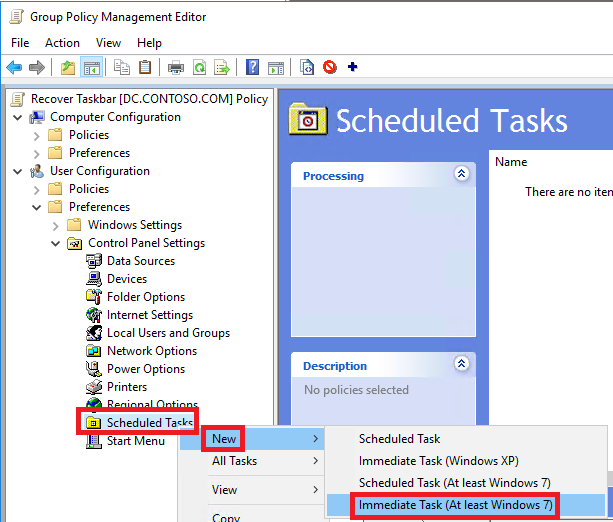 Group Policy Management Editor
File Action View Help
Recover Taskbar [DC.CONTOSO.COM] Policy
Computer Configuration
Policies
Preferences
User Configuration
Policies
Preferences
Windows Settings
Control Panel Settings
Data Sources
Devices
Folder Options
Internet Settings
Local Users and Groups
Network Options
Power Options
Printers
Regional Options
Scheduled Tasks
Start Menu
Scheduled Tasks
Processing
Name
There are no iten
Description
No policies selected
New
All Tasks
View
Copy
Scheduled Task
Immediate Task (Windows XP)
Scheduled Task (At least Windows 7)
Immediate Task (At least Windows 7)